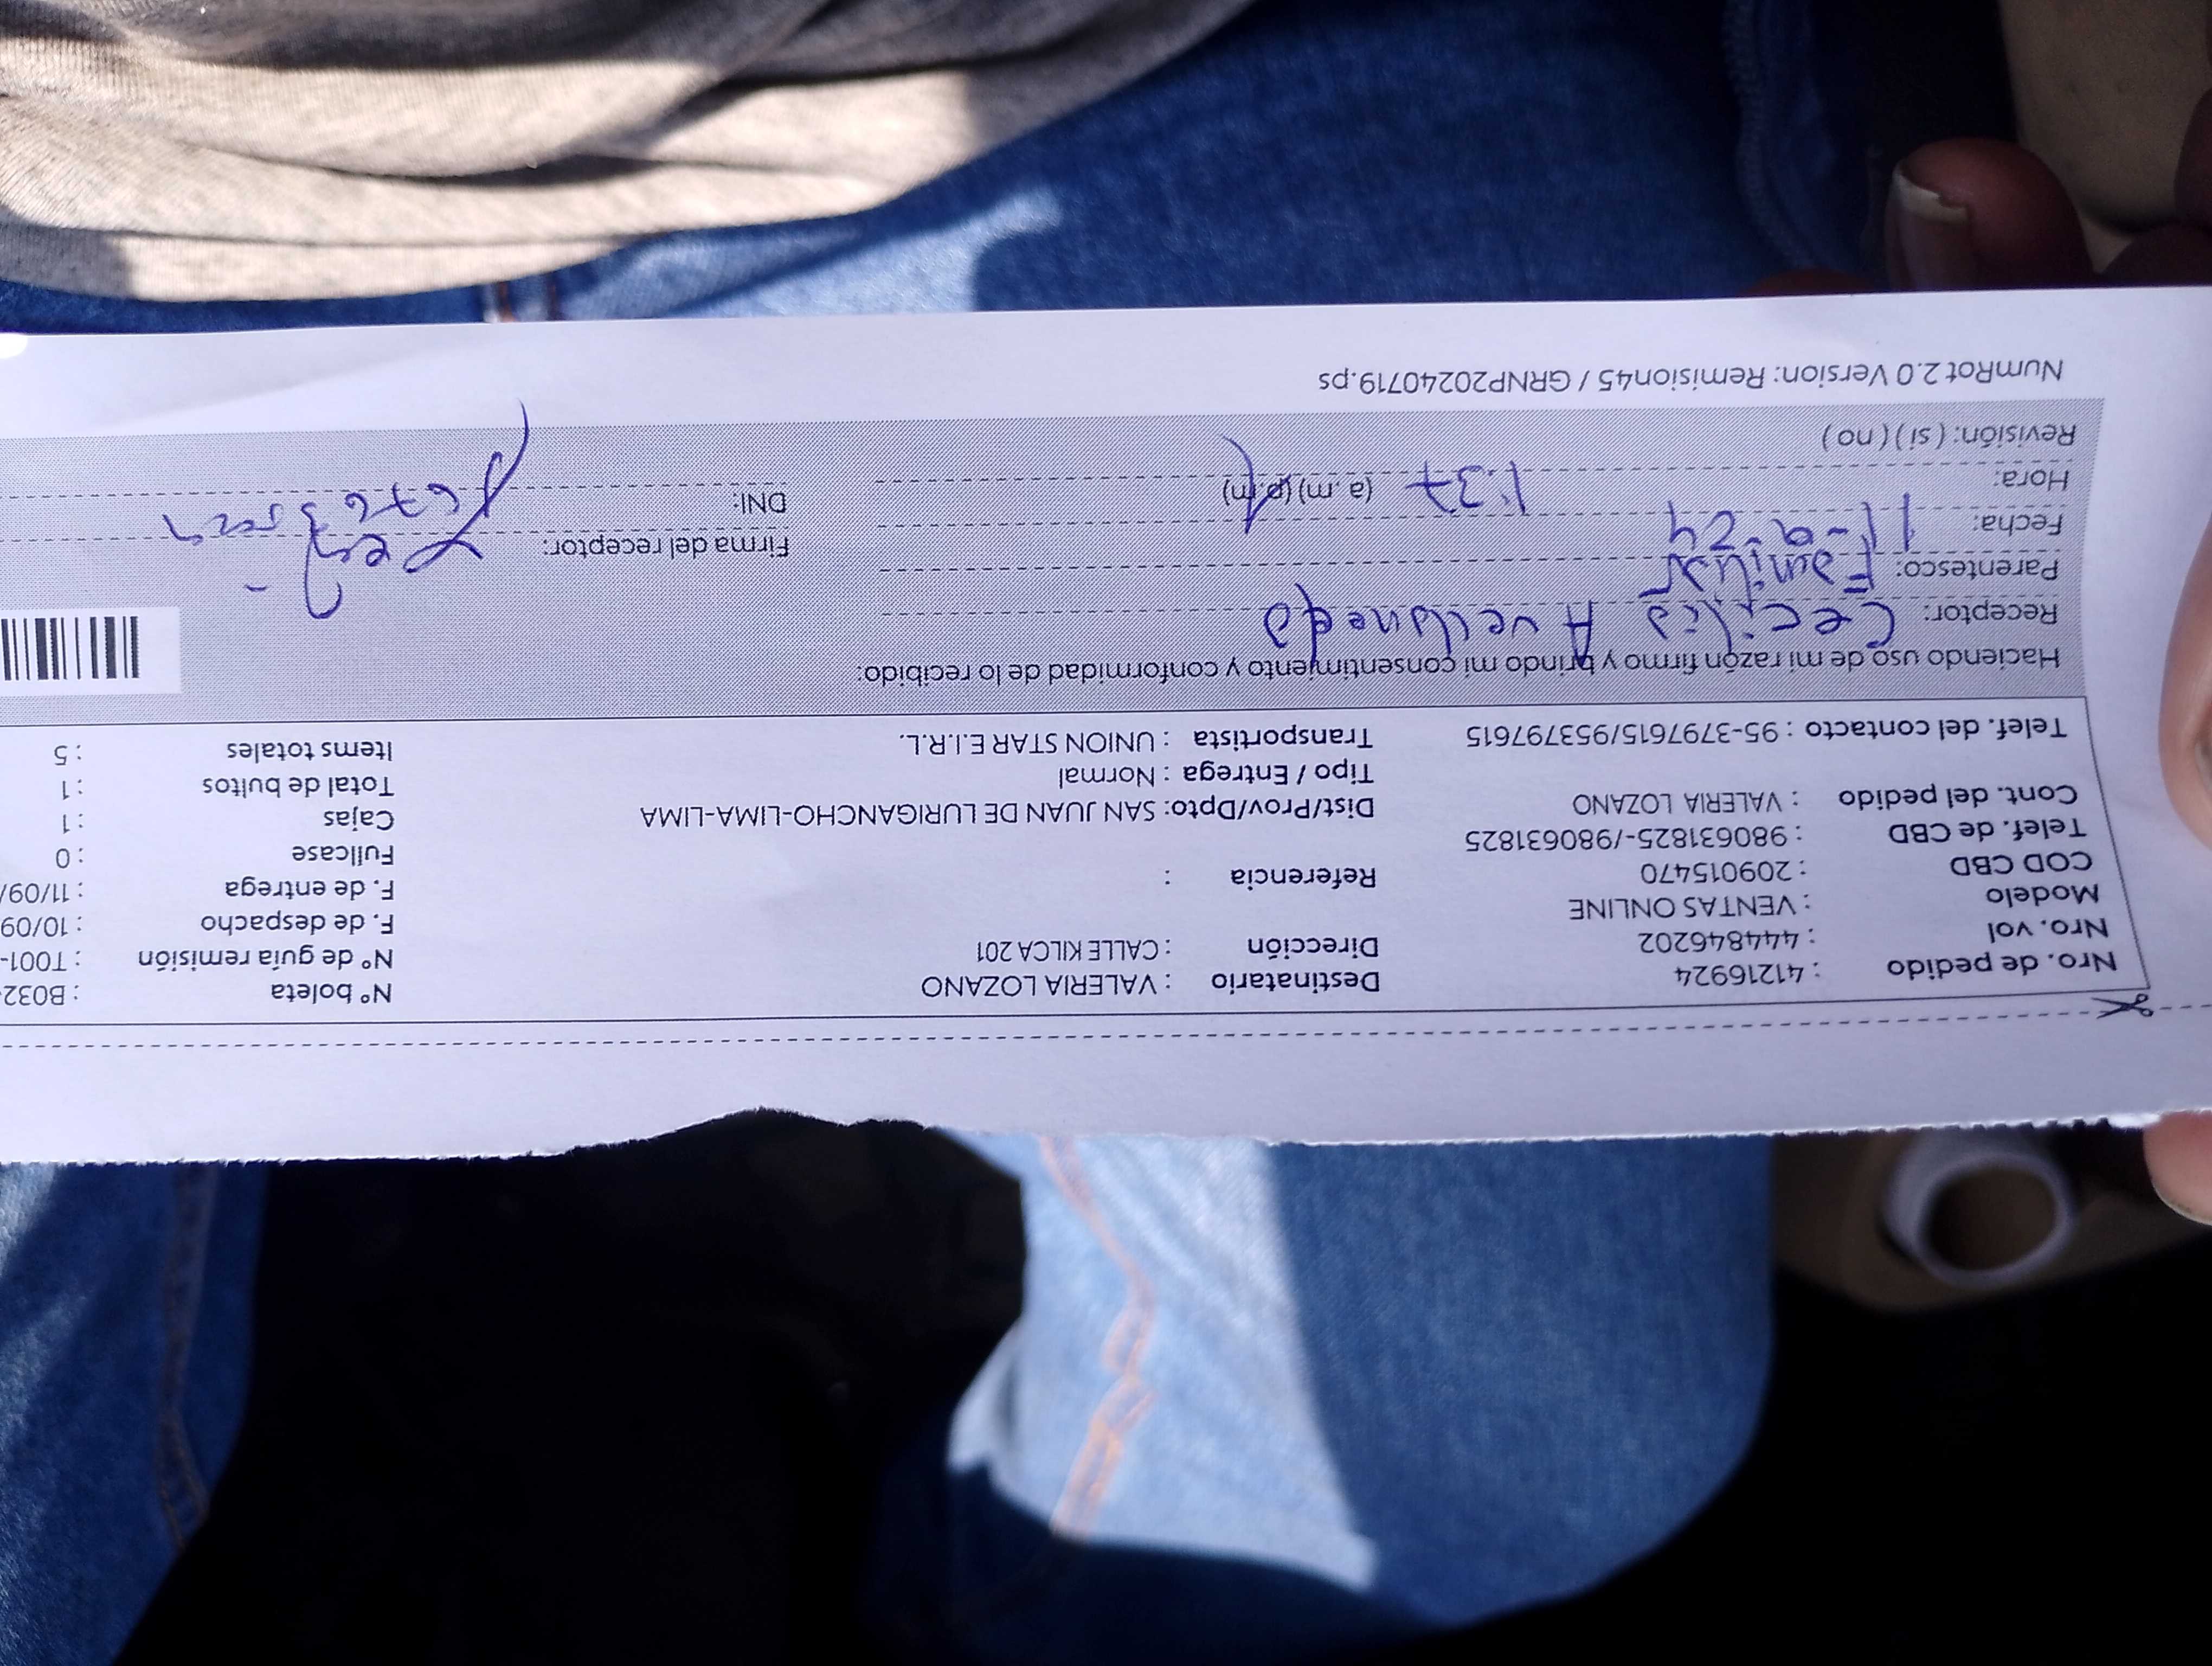 Nro. de pedido : 41216924 Destinatario : VALERIA LOZANO Nº boleta : B032
Nro. vol : 444846202 Dirección : CALLE KILCA 201 Nº de guía remisión : T001-
Modelo : VENTAS ONLINE F. de despacho : 10/09
COD CBD : 209015470 Referencia : F. de entrega : 11/09/
Telef. de CBD : 980631825-/980631825 Fullcase : 0
Cont. del pedido : VALERIA LOZANO Dist/Prov/Dpto: SAN JUAN DE LURIGANCHO-LIMA-LIMA Cajas : 1
Tipo / Entrega : Normal Total de bultos : 1
Telef. del contacto : 95-3797615/953797615 Transportista : UNION STAR E.I.R.L. Items totales : 5
Haciendo uso de mi razón firmo y brindo mi consentimiento y conformidad de lo recibido:
Receptor: Cecilia Avellaneda
Parentesco: Familiar Firma del receptor:
Fecha: 11-9-24
Hora: 1:37 (a.m) (p.m) DNI:
Revisión: ( si ) ( no )
NumRot 2.0 Version: Remision45 / GRNP20240719.ps